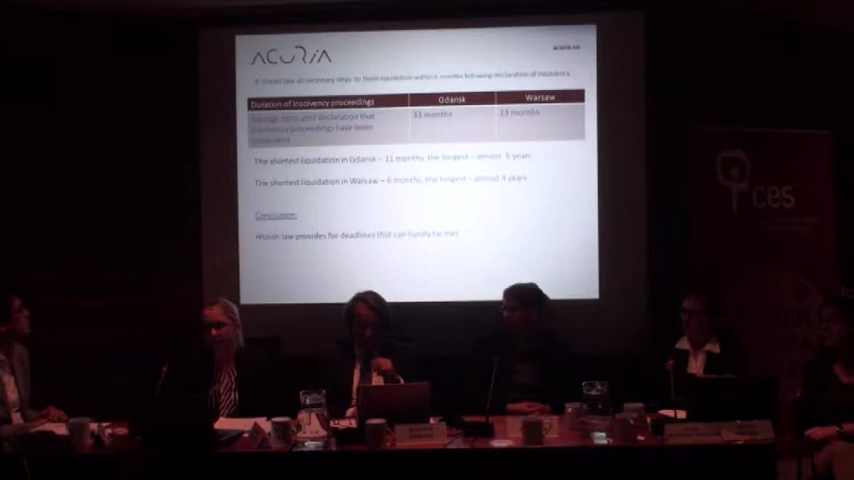 ACURIA
acuria.eu
IP should take all necessary steps to finish liquidation within 6 months following declaration of insolvency
Duration of insolvency proceedings Gdansk Warsaw
Average time until declaration that 33 months 23 months
insolvency proceedings have been
completed
The shortest liquidation in Gdansk – 11 months, the longest – almost 5 years
The shortest liquidation in Warsaw – 6 months, the longest – almost 4 years
Conclusion:
Polish law provides for deadlines that can hardly be met
ces